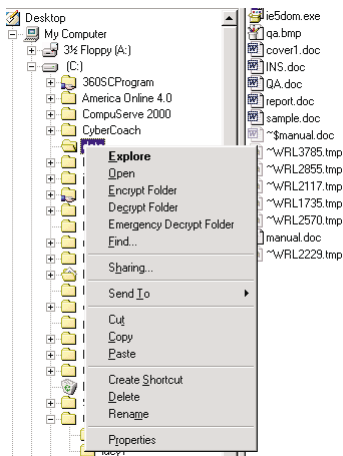 Desktop
My Computer
3½ Floppy (A:)
(C:)
360SCProgram
America Online 4.0
CompuServe 2000
CyberCoach
Explore
Open
Encrypt Folder
Decrypt Folder
Emergency Decrypt Folder
Find...
Sharing...
Send To
Cut
Copy
Paste
Create Shortcut
Delete
Rename
Properties
ie5dom.exe
qa.bmp
cover1.doc
INS.doc
QA.doc
report.doc
sample.doc
~$manual.doc
~WRL3785.tmp
~WRL2855.tmp
~WRL2117.tmp
~WRL1735.tmp
~WRL2570.tmp
manual.doc
~WRL2229.tmp